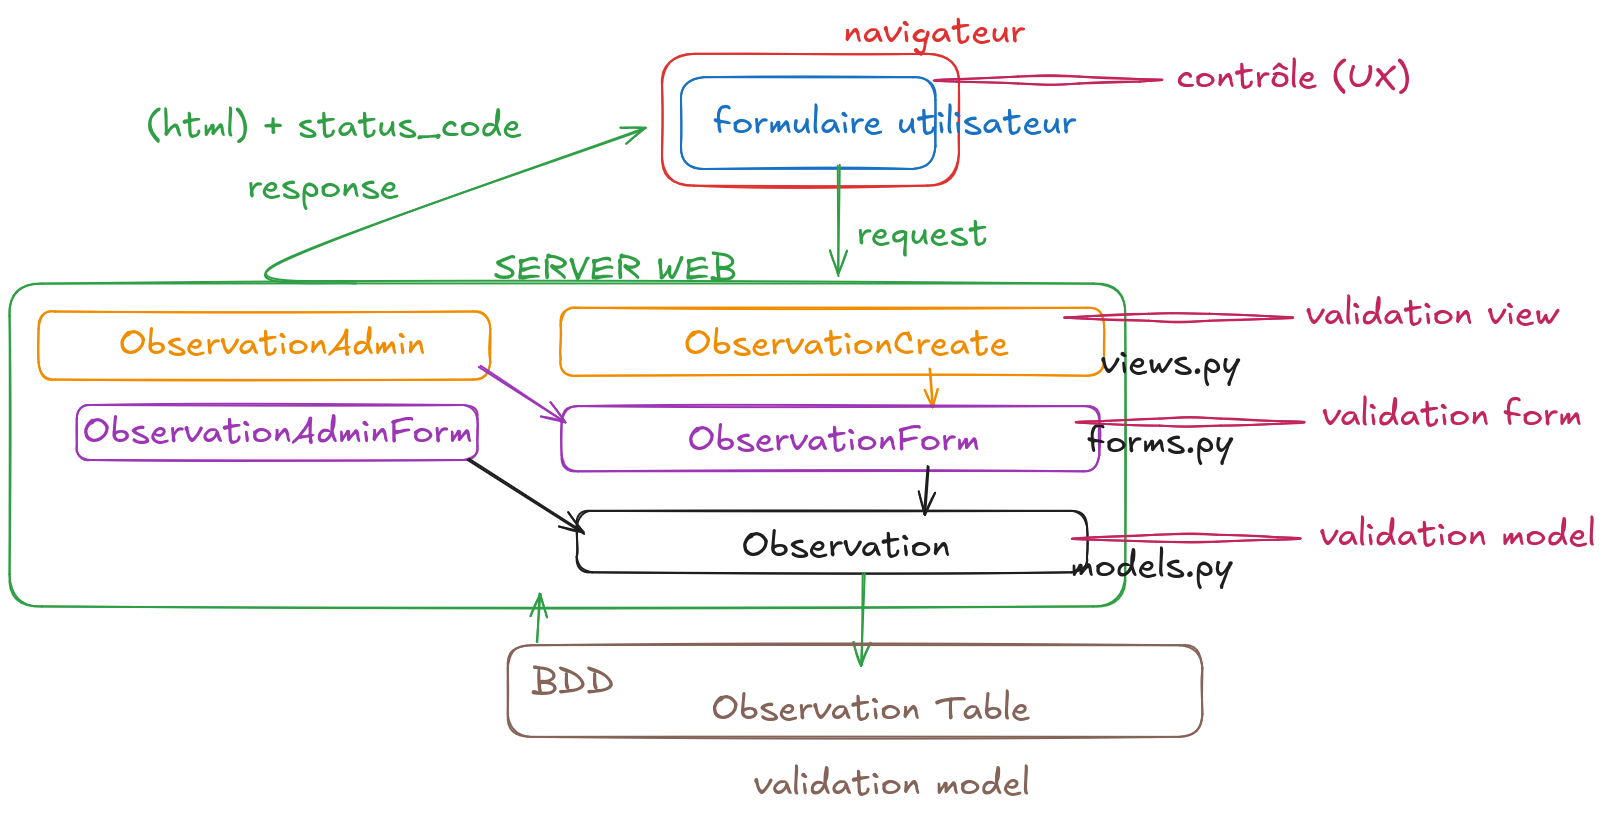 navigateur
contrôle (UX)
formulaire utilisateur
(html) + status_code
response
request
SERVER WEB
ObservationAdmin
ObservationCreate
validation view
views.py
ObservationAdminForm
ObservationForm
validation form
forms.py
Observation
validation model
models.py
BDD
Observation Table
validation model